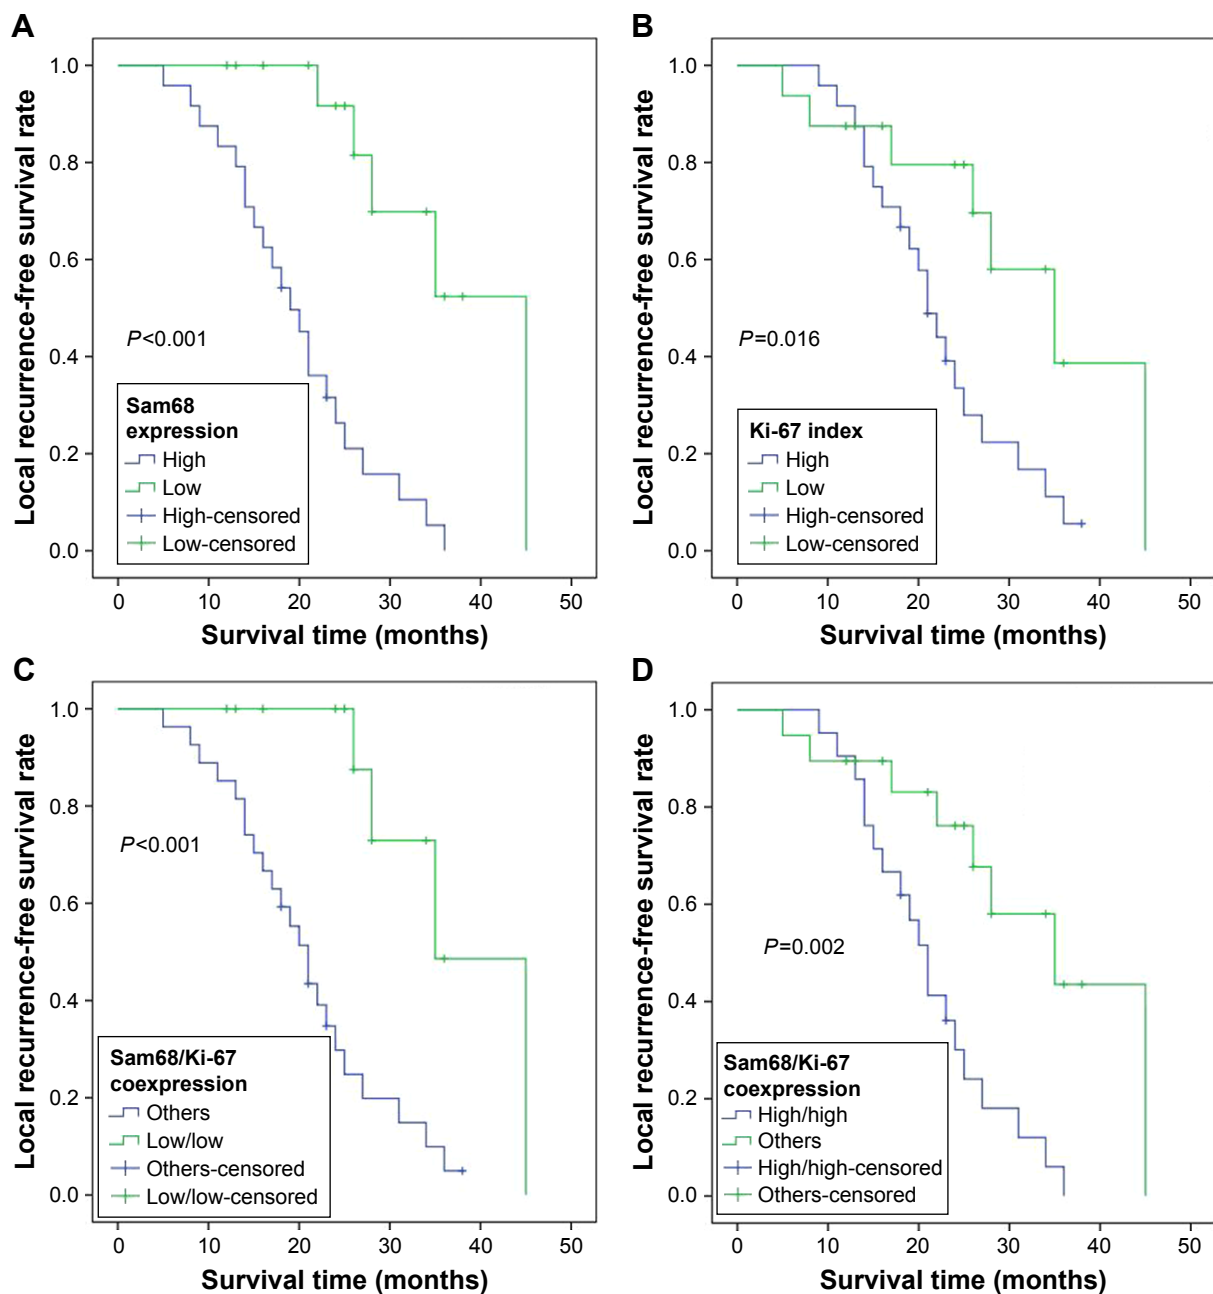 A
Local recurrence-free survival rate
1.0
0.8
0.6
0.4
0.2
0.0
P<0.001
Sam68
expression
High
Low
High-censored
Low-censored
0 10 20 30 40 50
Survival time (months)
B
Local recurrence-free survival rate
1.0
0.8
0.6
0.4
0.2
0.0
P=0.016
Ki-67 index
High
Low
High-censored
Low-censored
0 10 20 30 40 50
Survival time (months)
C
Local recurrence-free survival rate
1.0
0.8
0.6
0.4
0.2
0.0
P<0.001
Sam68/Ki-67
coexpression
Others
Low/low
Others-censored
Low/low-censored
0 10 20 30 40 50
Survival time (months)
D
Local recurrence-free survival rate
1.0
0.8
0.6
0.4
0.2
0.0
P=0.002
Sam68/Ki-67
coexpression
High/high
Others
High/high-censored
Others-censored
0 10 20 30 40 50
Survival time (months)